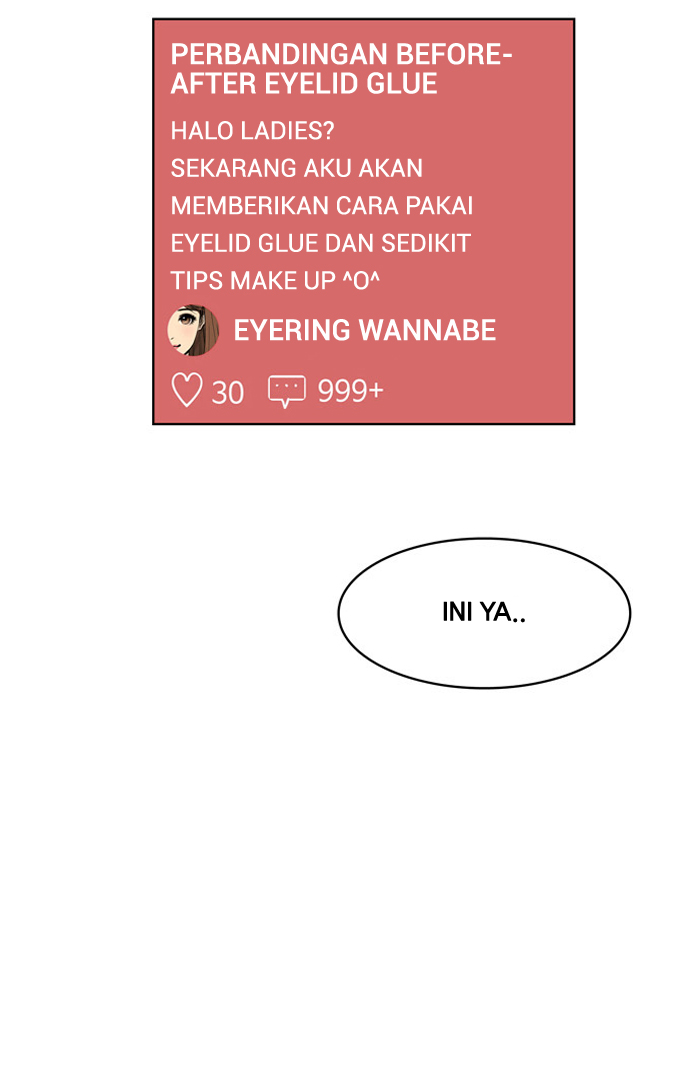 PERBANDINGAN BEFORE-
AFTER EYELID GLUE
HALO LADIES?
SEKARANG AKU AKAN
MEMBERIKAN CARA PAKAI
EYELID GLUE DAN SEDIKIT
TIPS MAKE UP ^O^
EYERING WANNABE
30 999+
INI YA..